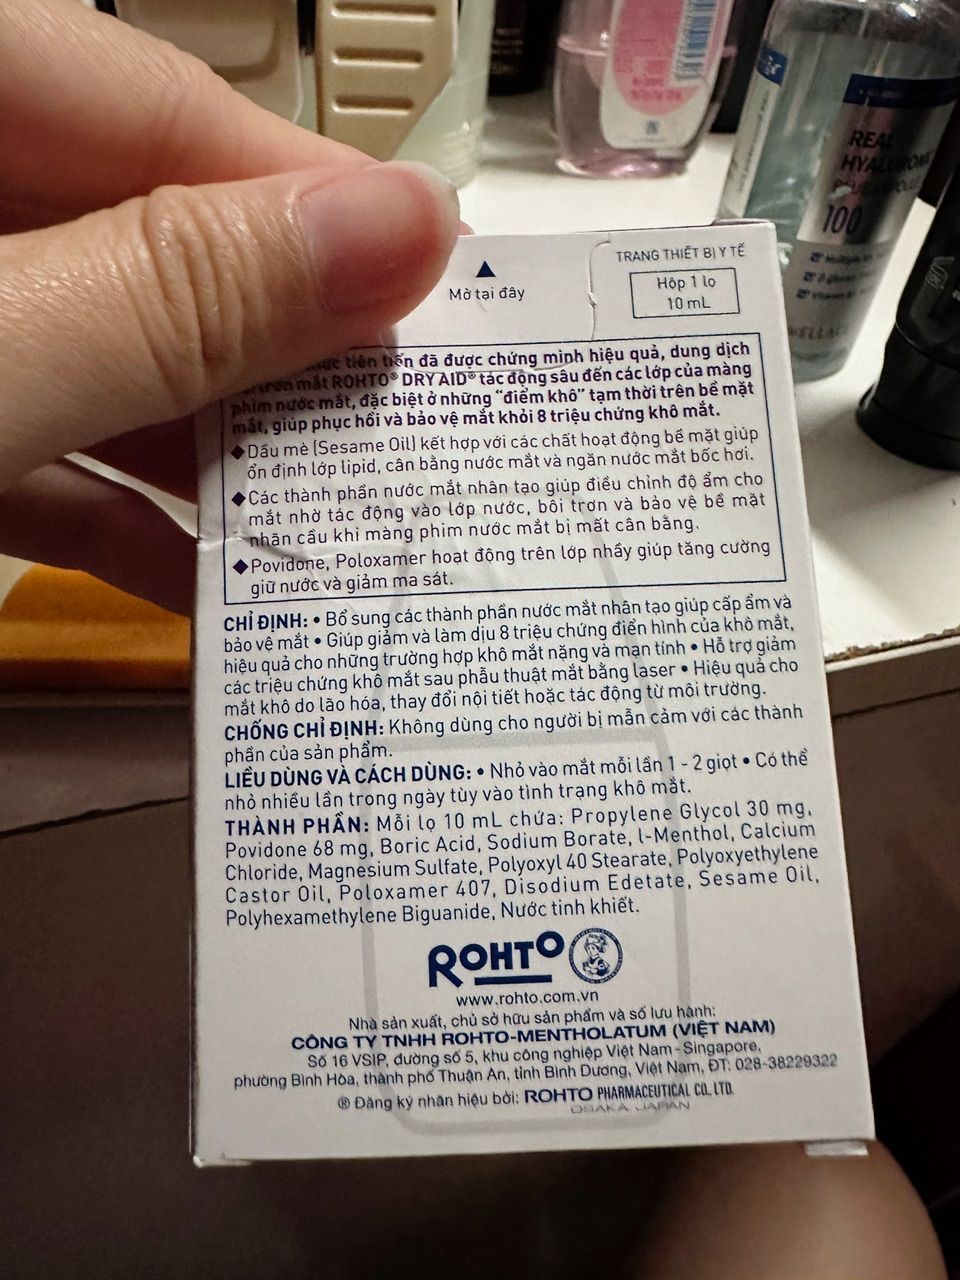 REAL
100
TRANG THIẾT BỊ Y TẾ
Hộp 1 lọ
10 mL
Mở tại đây
tiên tiến đã được chứng minh hiệu quả, dung dịch
mắt ROHTO® DRY AID® tác động sâu đến các lớp của màng
phim nước mắt, đặc biệt ở những “điểm khô” tạm thời trên bề mặt
mắt, giúp phục hồi và bảo vệ mắt khỏi 8 triệu chứng khô mắt.
◆Dầu mè (Sesame Oil) kết hợp với các chất hoạt động bề mặt giúp
ổn định lớp lipid, cân bằng nước mắt và ngăn nước mắt bốc hơi.
◆Các thành phần nước mắt nhân tạo giúp điều chỉnh độ ẩm cho
mắt nhờ tác động vào lớp nước, bôi trơn và bảo vệ bề mặt
nhãn cầu khi màng phim nước mắt bị mất cân bằng.
◆Povidone, Poloxamer hoạt động trên lớp nhầy giúp tăng cường
giữ nước và giảm ma sát.
CHỈ ĐỊNH: • Bổ sung các thành phần nước mắt nhân tạo giúp cấp ẩm và
bảo vệ mắt • Giúp giảm và làm dịu 8 triệu chứng điển hình của khô mắt,
hiệu quả cho những trường hợp khô mắt nặng và mạn tính • Hỗ trợ giảm
các triệu chứng khô mắt sau phẫu thuật mắt bằng laser • Hiệu quả cho
mắt khô do lão hóa, thay đổi nội tiết hoặc tác động từ môi trường.
CHỐNG CHỈ ĐỊNH: Không dùng cho người bị mẫn cảm với các thành
phần của sản phẩm.
LIỀU DÙNG VÀ CÁCH DÙNG: • Nhỏ vào mắt mỗi lần 1 - 2 giọt • Có thể
nhỏ nhiều lần trong ngày tùy vào tình trạng khô mắt.
THÀNH PHẦN: Mỗi lọ 10 mL chứa: Propylene Glycol 30 mg,
Povidone 68 mg, Boric Acid, Sodium Borate, l-Menthol, Calcium
Chloride, Magnesium Sulfate, Polyoxyl 40 Stearate, Polyoxyethylene
Castor Oil, Poloxamer 407, Disodium Edetate, Sesame Oil,
Polyhexamethylene Biguanide, Nước tinh khiết.
ROHTO
www.rohto.com.vn
Nhà sản xuất, chủ sở hữu sản phẩm và số lưu hành:
CÔNG TY TNHH ROHTO-MENTHOLATUM (VIỆT NAM)
Số 16 VSIP, đường số 5, khu công nghiệp Việt Nam - Singapore,
phường Bình Hòa, thành phố Thuận An, tỉnh Bình Dương, Việt Nam, ĐT: 028-38229322
® Đăng ký nhãn hiệu bởi: ROHTO PHARMACEUTICAL CO., LTD.
OSAKA, JAPAN